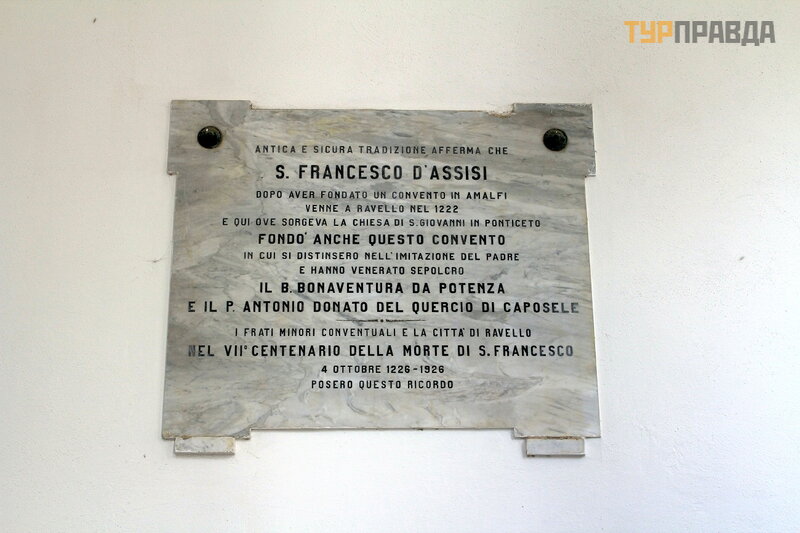 ТУРПРАВДА
ANTICA E SICURA TRADIZIONE AFFERMA CHE
S. FRANCESCO D'ASSISI
DOPO AVER FONDATO UN CONVENTO IN AMALFI
VENNE A RAVELLO NEL 1222
E QUI OVE SORGEVA LA CHIESA DI S. GIOVANNI IN PONTICETO
FONDO' ANCHE QUESTO CONVENTO
IN CUI SI DISTINSERO NELL'IMITAZIONE DEL PADRE
E HANNO VENERATO SEPOLCRO
IL B. BONAVENTURA DA POTENZA
E IL P. ANTONIO DONATO DEL QUERCIO DI CAPOSELE
I FRATI MINORI CONVENTUALI E LA CITTA' DI RAVELLO
NEL VII° CENTENARIO DELLA MORTE DI S. FRANCESCO
4 OTTOBRE 1226-1926
POSERO QUESTO RICORDO